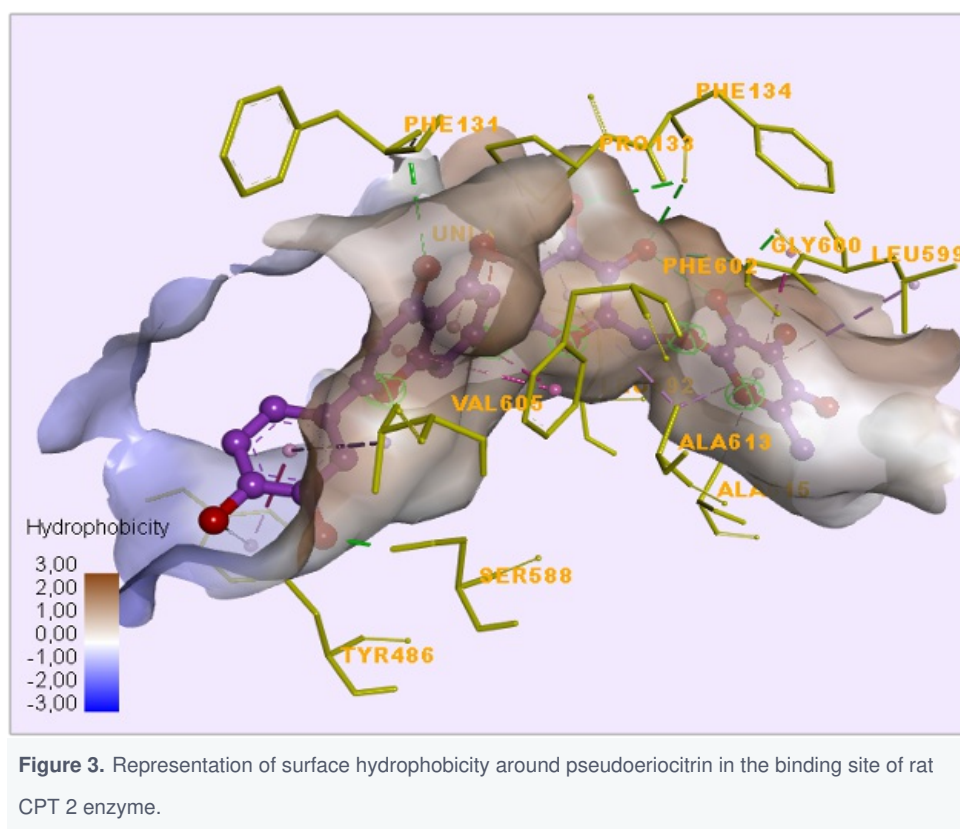 PHE134
PHE131
PRO133
GLY600
LEU599
PHE602
VAL605
ALA613
SER588
TYR486
Hydrophobicity
3,00
2,00
1,00
0,00
-1,00
-2,00
-3,00
Figure 3. Representation of surface hydrophobicity around pseudoeriocitrin in the binding site of rat
CPT 2 enzyme.